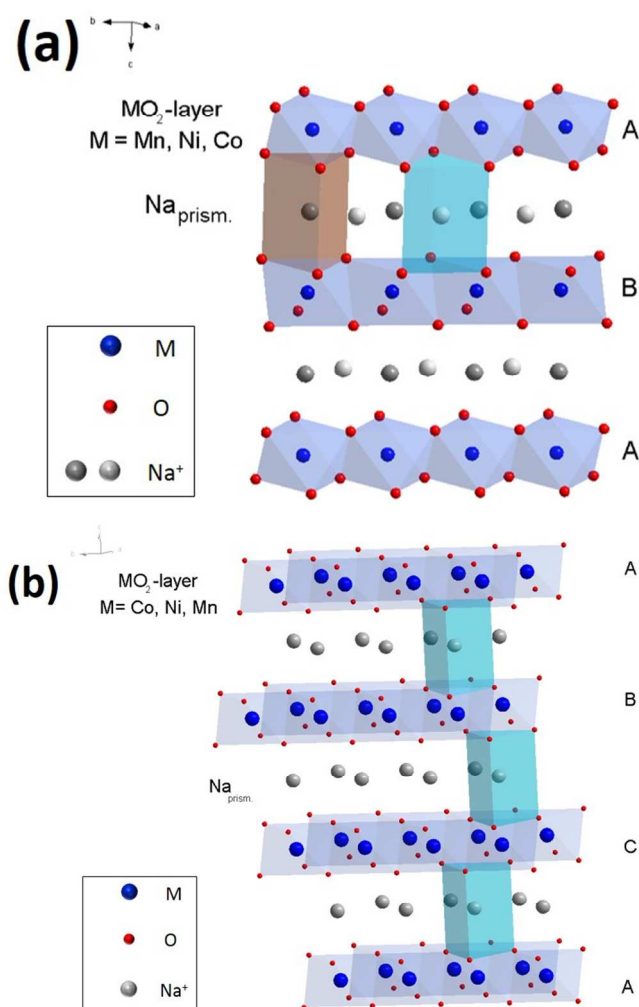 (a)
b
a
c
MO2-layer
M = Mn, Ni, Co
A
Naprism.
B
M
O
Na+
A
(b)
MO2-layer
M= Co, Ni, Mn
A
B
Naprism.
C
M
O
Na+
A